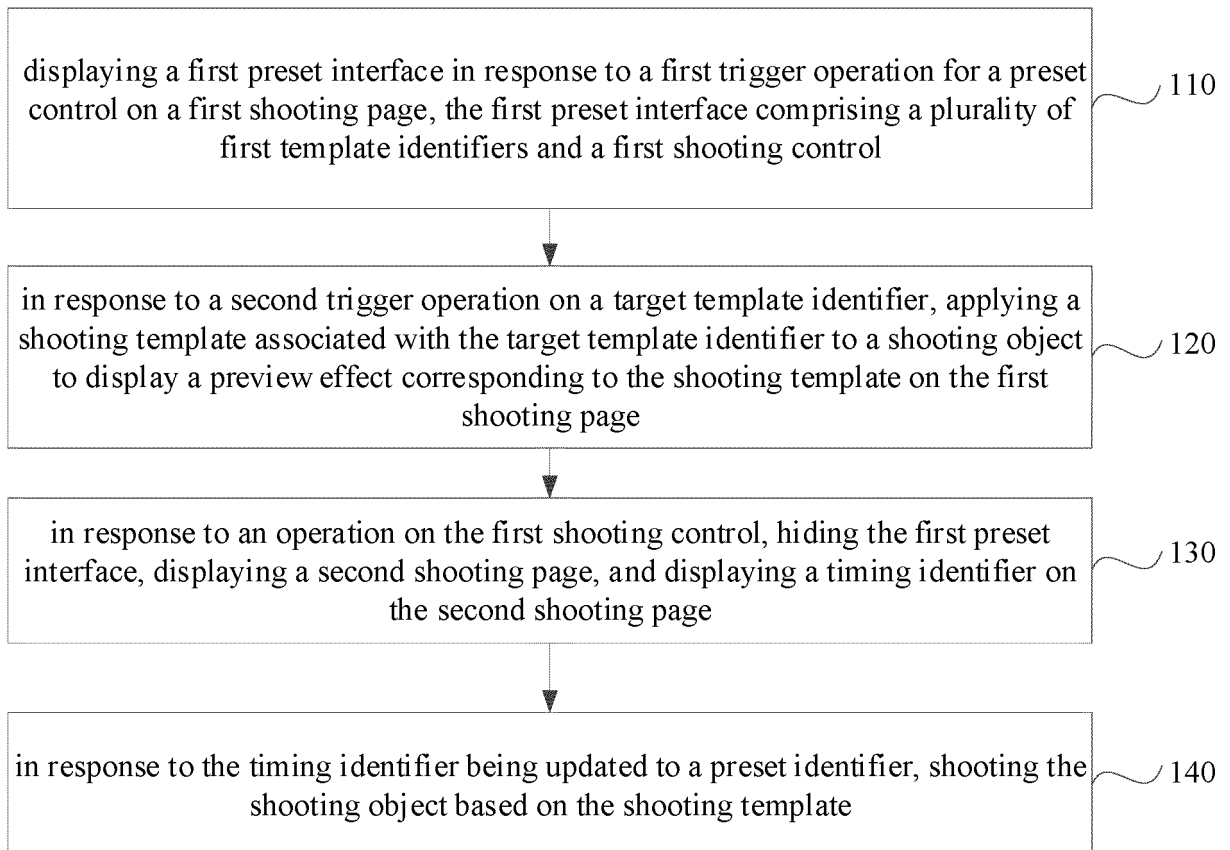 displaying a first preset interface in response to a first trigger operation for a preset
control on a first shooting page, the first preset interface comprising a plurality of
first template identifiers and a first shooting control
110
in response to a second trigger operation on a target template identifier, applying a
shooting template associated with the target template identifier to a shooting object
to display a preview effect corresponding to the shooting template on the first
shooting page
120
in response to an operation on the first shooting control, hiding the first preset
interface, displaying a second shooting page, and displaying a timing identifier on
the second shooting page
130
in response to the timing identifier being updated to a preset identifier, shooting the
shooting object based on the shooting template
140